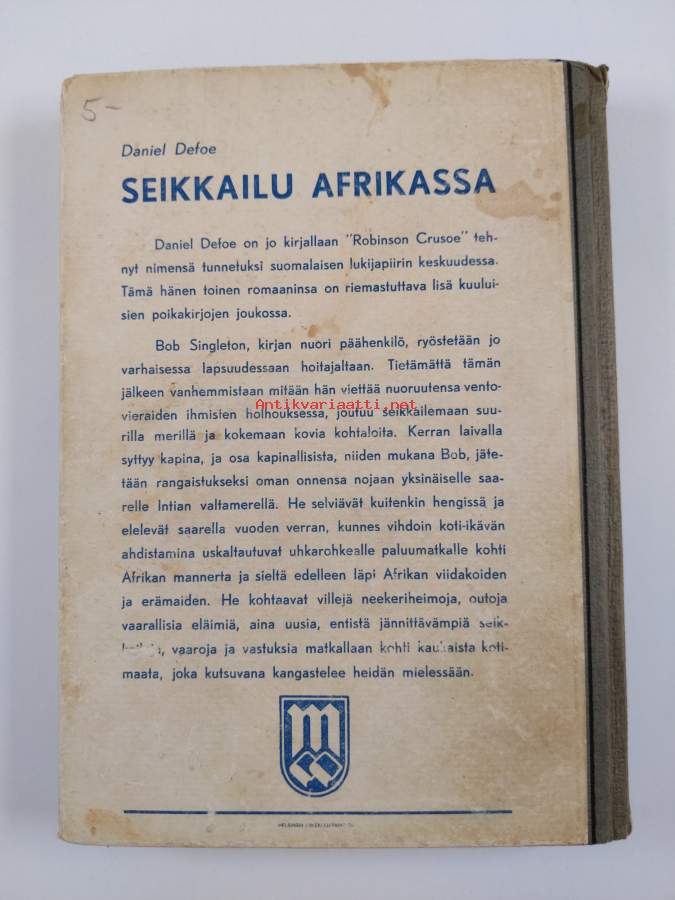 5-
Daniel Defoe
SEIKKAILU AFRIKASSA
Daniel Defoe on jo kirjallaan "Robinson Crusoe" teh-
nyt nimensä tunnetuksi suomalaisen lukijapiirin keskuudessa.
Tämä hänen toinen romaaninsa on riemastuttava lisä kuului-
sien poikakirjojen joukossa.
Bob Singleton, kirjan nuori päähenkilö, ryöstetään jo
varhaisessa lapsuudessaan hoitajaltaan. Tietämättä tämän
jälkeen vanhemmistaan mitään hän viettää nuoruutensa vento-
vieraiden ihmisten holhouksessa, joutuu seikkailemaan suu-
Antikvariaatti.net
rilla merillä ja kokemaan kovia kohtaloita. Kerran laivalla
syttyy kapina, ja osa kapinallisista, niiden mukana Bob, jäte-
tään rangaistukseksi oman onnensa nojaan yksinäiselle saa-
relle Intian valtamerellä. He selviävät kuitenkin hengissä ja
elelevät saarella vuoden verran, kunnes vihdoin koti-ikävän
ahdistamina uskaltautuvat uhkarohkealle paluumatkalle kohti
Afrikan mannerta ja sieltä edelleen läpi Afrikan viidakoiden
ja erämaiden. He kohtaavat villejä neekeriheimoja, outoja
vaarallisia eläimiä, aina uusia, entistä jännittävämpiä seik-
vaaroja ja vastuksia matkallaan kohti kaukaista koti-
maata, joka kutsuvana kangastelee heidän mielessään.